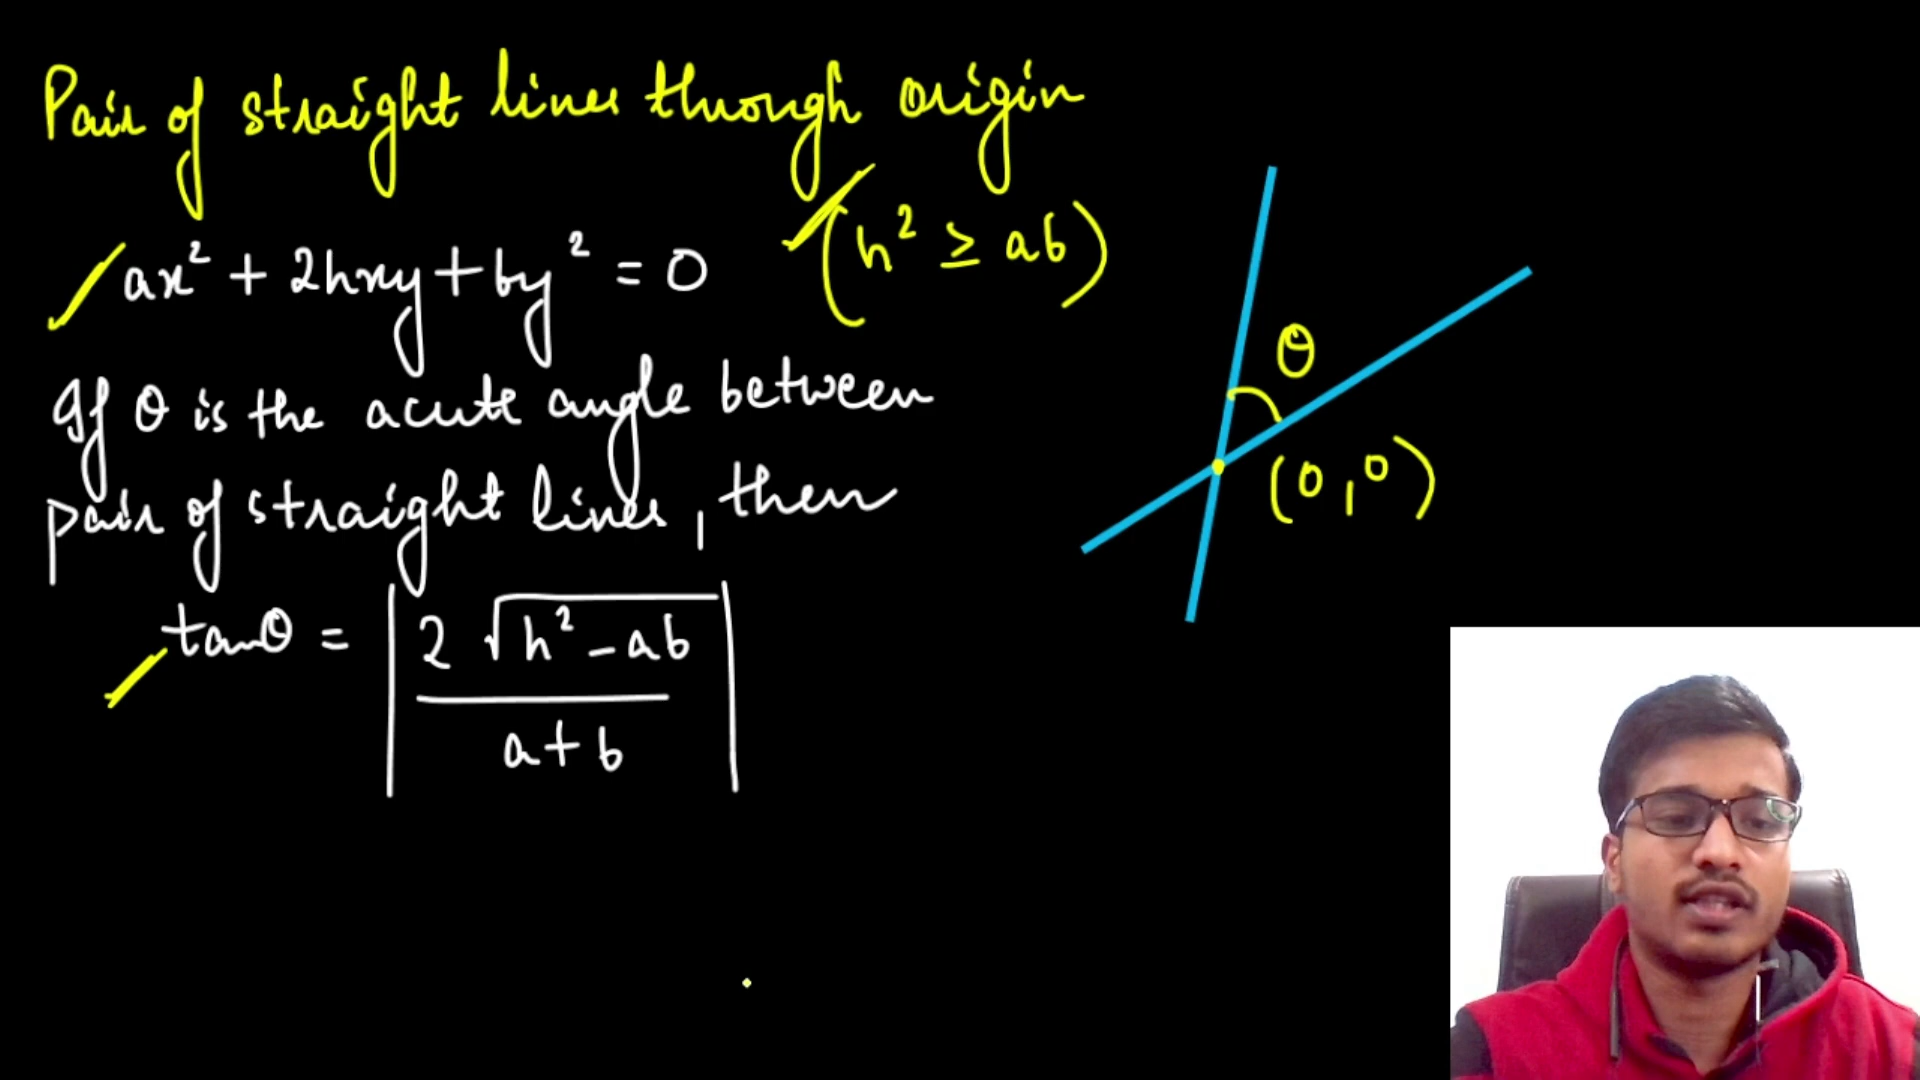 Pair of straight lines through origin
ax² + 2hxy + by² = 0 (h² ≥ ab)
If θ is the acute angle between
pair of straight lines, then
tanθ = | 2 √h² - ab / a + b |
θ
(0,0)